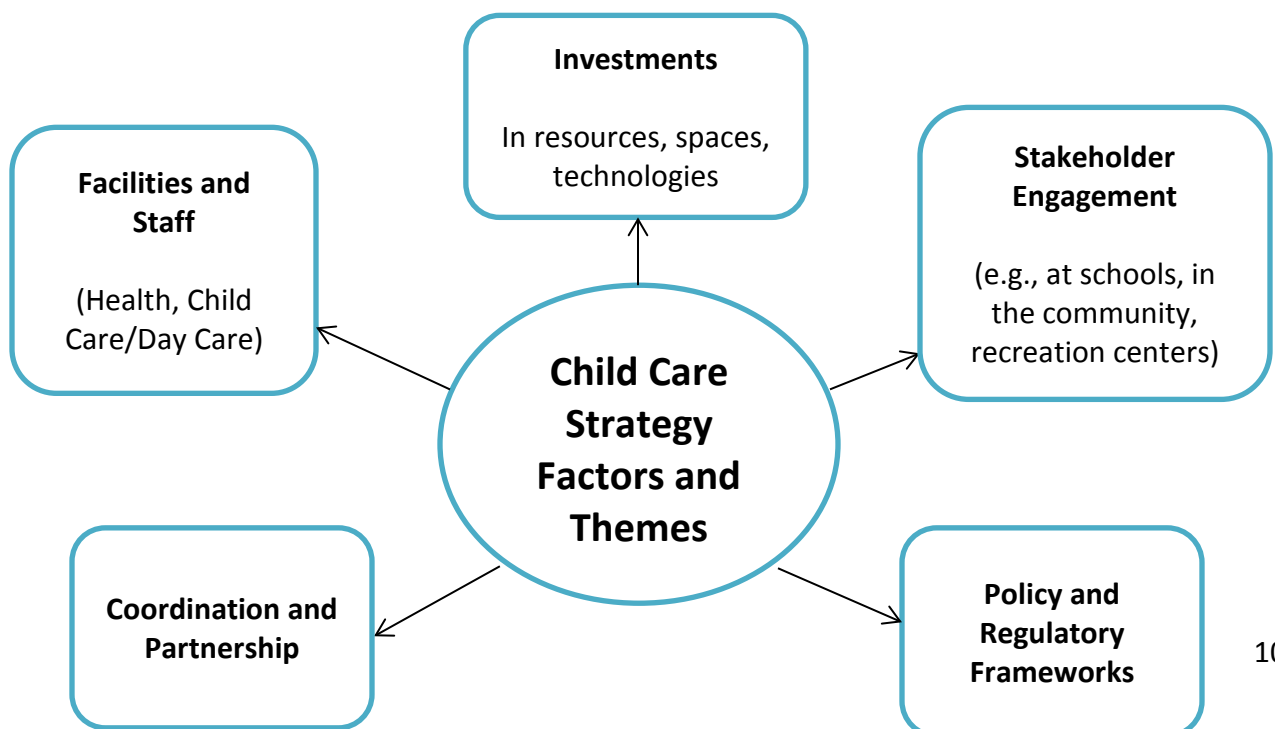 Investments
In resources, spaces,
technologies
Facilities and
Staff
(Health, Child
Care/Day Care)
Stakeholder
Engagement
(e.g., at schools, in
the community,
recreation centers)
Child Care
Strategy
Factors and
Themes
Coordination and
Partnership
Policy and
Regulatory
Frameworks
10